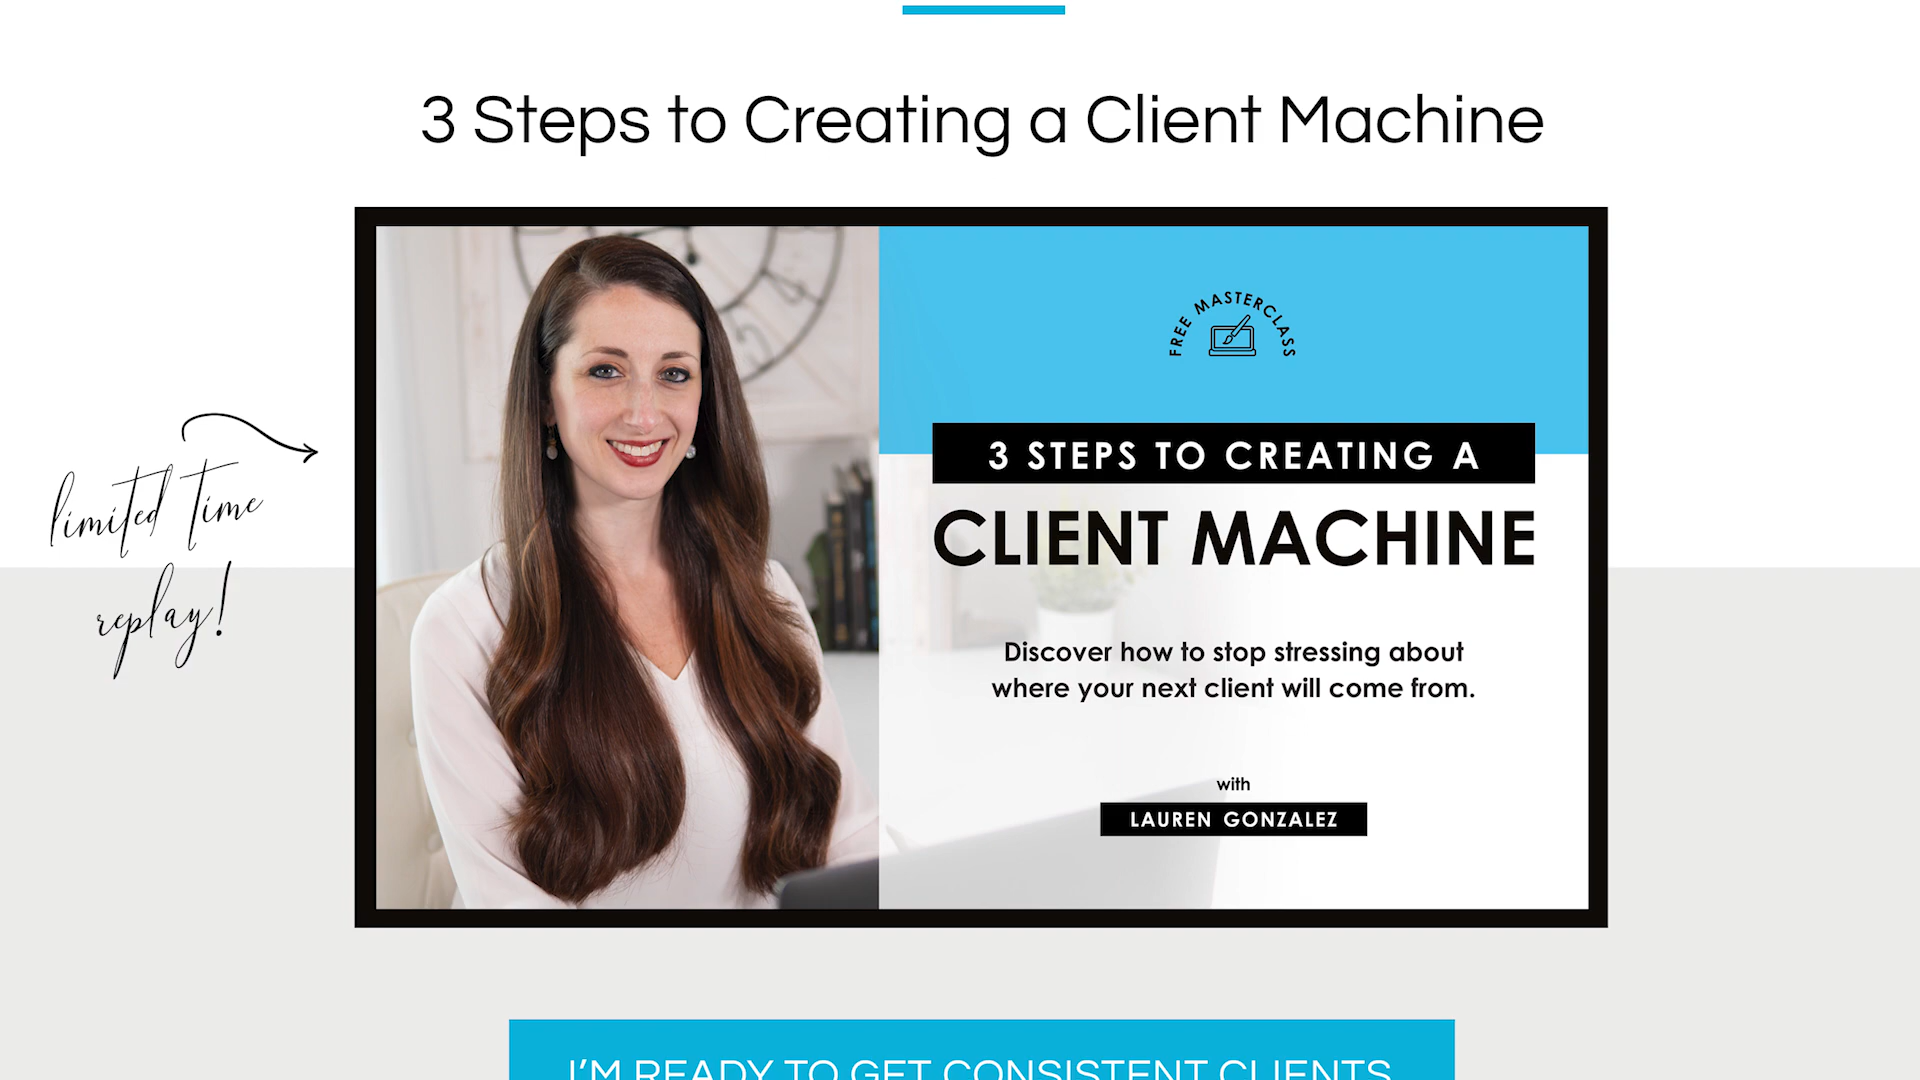 3 Steps to Creating a Client Machine
FREE MASTERCLASS
3 STEPS TO CREATING A
CLIENT MACHINE
Discover how to stop stressing about
where your next client will come from.
with
LAUREN GONZALEZ
limited time
replay!
I'M READY TO GET CONSISTENT CLIENTS